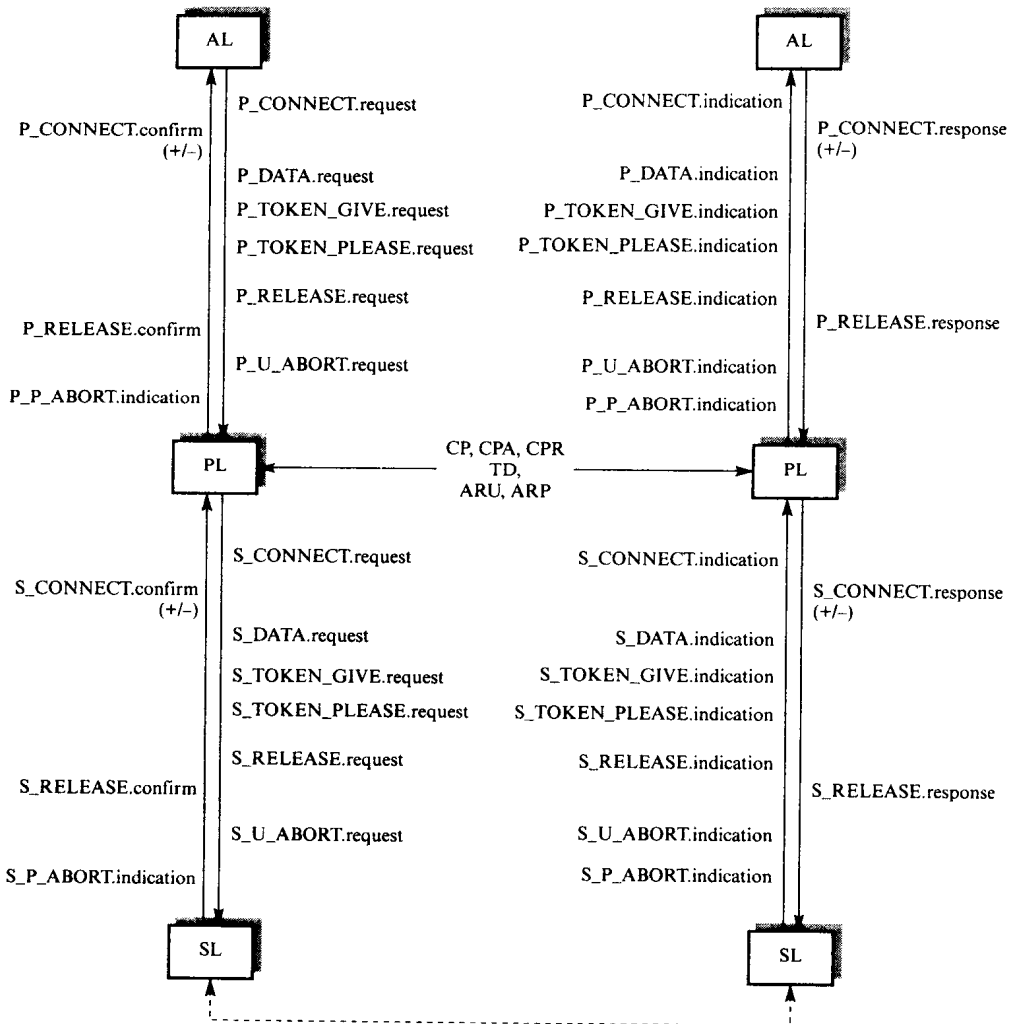 AL
AL
P_CONNECT.request
P_CONNECT.indication
P_CONNECT.confirm
(+/–)
P_CONNECT.response
(+/–)
P_DATA.request
P_DATA.indication
P_TOKEN_GIVE.request
P_TOKEN_GIVE.indication
P_TOKEN_PLEASE.request
P_TOKEN_PLEASE.indication
P_RELEASE.request
P_RELEASE.indication
P_RELEASE.confirm
P_RELEASE.response
P_U_ABORT.request
P_U_ABORT.indication
P_P_ABORT.indication
P_P_ABORT.indication
PL
CP, CPA, CPR
TD,
ARU, ARP
PL
S_CONNECT.request
S_CONNECT.indication
S_CONNECT.confirm
(+/–)
S_CONNECT.response
(+/–)
S_DATA.request
S_DATA.indication
S_TOKEN_GIVE.request
S_TOKEN_GIVE.indication
S_TOKEN_PLEASE.request
S_TOKEN_PLEASE.indication
S_RELEASE.request
S_RELEASE.indication
S_RELEASE.confirm
S_RELEASE.response
S_U_ABORT.request
S_U_ABORT.indication
S_P_ABORT.indication
S_P_ABORT.indication
SL
SL